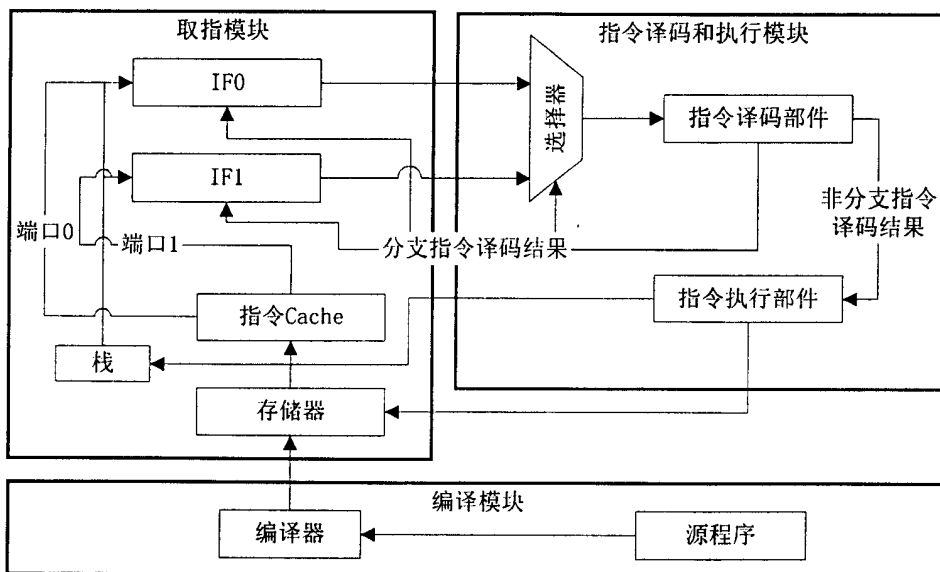 取指模块
指令译码和执行模块
IF0
选择器
指令译码部件
IF1
端口0
端口1
分支指令译码结果
非分支指令
译码结果
指令Cache
指令执行部件
栈
存储器
编译模块
编译器
源程序